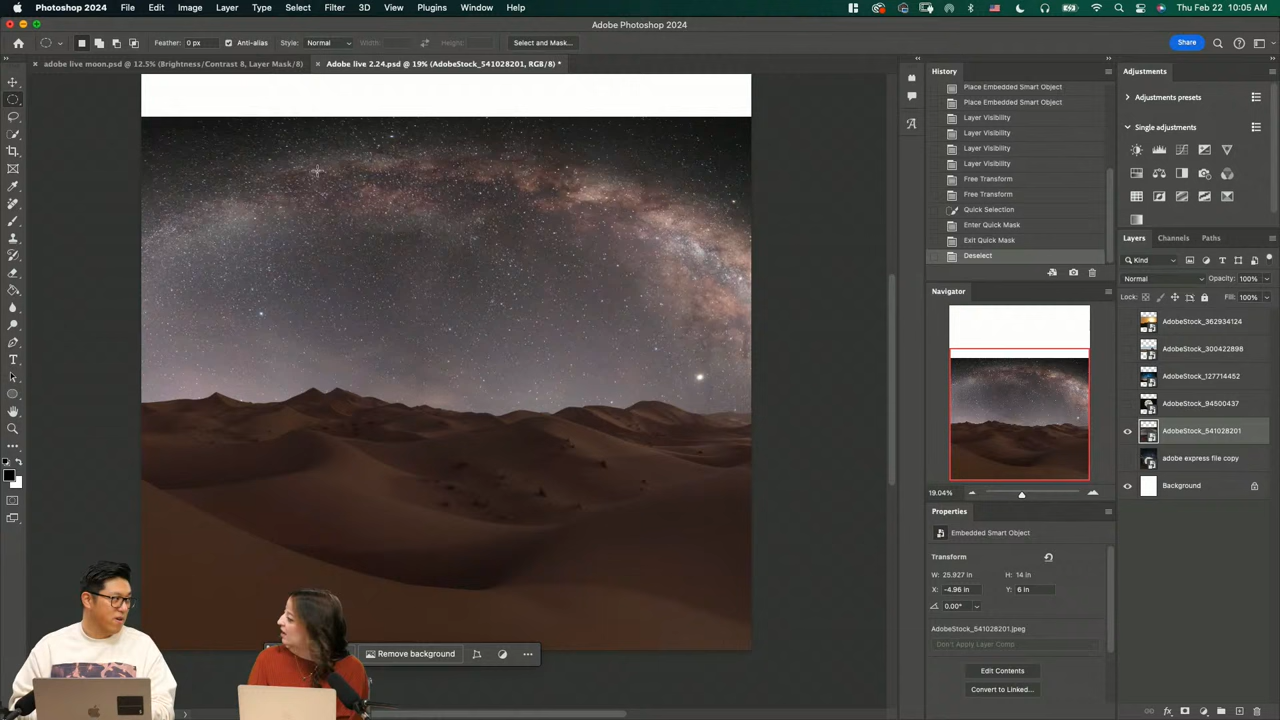 Photoshop 2024 File Edit Image Layer Type Select Filter 3D View Plugins Window Help Thu Feb 22 10:05 AM
Adobe Photoshop 2024
Feather: 0 px Anti-alias Style: Normal Width: Height: Select and Mask... Share
adobe live moon.psd @ 12.5% (Brightness/Contrast 8, Layer Mask/8)
Adobe live 2.24.psd @ 19% (AdobeStock_541028201, RGB/8) *
History
Place Embedded Smart Object
Place Embedded Smart Object
Layer Visibility
Layer Visibility
Layer Visibility
Layer Visibility
Free Transform
Free Transform
Quick Selection
Enter Quick Mask
Exit Quick Mask
Deselect
Navigator
19.04%
Properties
Embedded Smart Object
Transform
W: 25.927 in H: 14 in
X: -4.96 in Y: 6 in
0.00°
AdobeStock_541028201.jpeg
Don't Apply Layer Comp
Edit Contents
Convert to Linked...
Adjustments
Adjustments presets
Single adjustments
Layers Channels Paths
Kind
Normal Opacity: 100%
Lock: Fill: 100%
AdobeStock_362934124
AdobeStock_300422898
AdobeStock_127714452
AdobeStock_94500437
AdobeStock_541028201
adobe express file copy
Background
Remove background